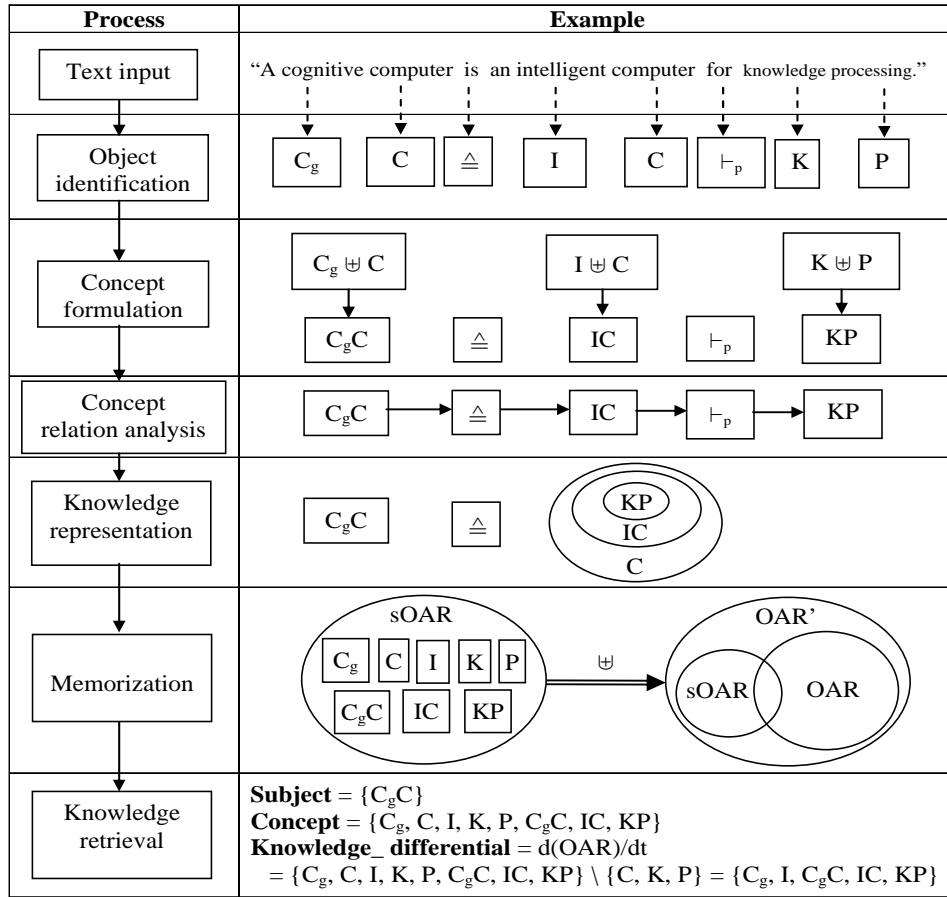 Process Example
Text input
“A cognitive computer is an intelligent computer for knowledge processing.”
Object
identification
C_g C ≙ I C ⊢_p K P
Concept
formulation
C_g ⊎ C I ⊎ C K ⊎ P
C_gC ≙ IC ⊢_p KP
Concept
relation analysis
C_gC ≙ IC ⊢_p KP
Knowledge
representation
C_gC ≙
KP
IC
C
Memorization
sOAR
C_g C I K P
C_gC IC KP
⊎
OAR’
sOAR OAR
Knowledge
retrieval
Subject = {C_gC}
Concept = {C_g, C, I, K, P, C_gC, IC, KP}
Knowledge_ differential = d(OAR)/dt
= {C_g, C, I, K, P, C_gC, IC, KP} \ {C, K, P} = {C_g, I, C_gC, IC, KP}